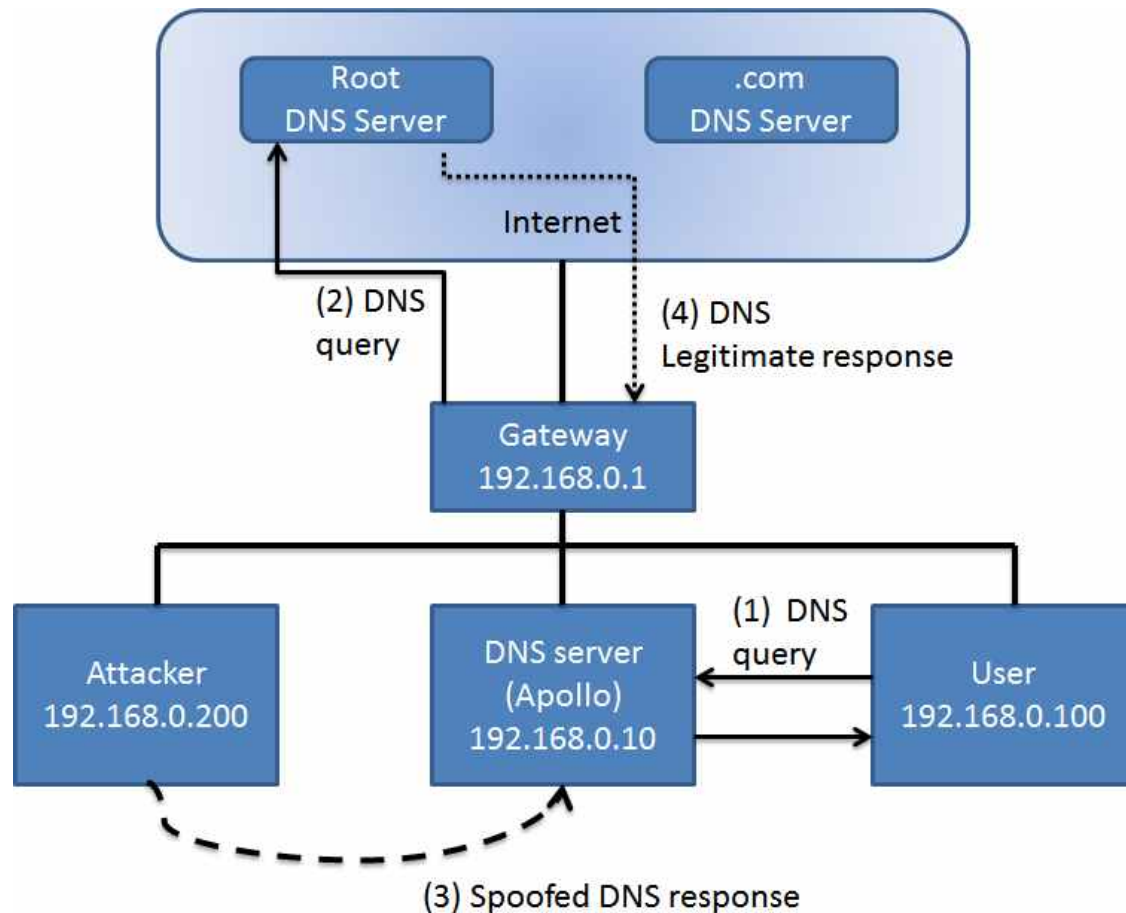 Root
DNS Server
.com
DNS Server
Internet
(2) DNS
query
(4) DNS
Legitimate response
Gateway
192.168.0.1
Attacker
192.168.0.200
DNS server
(Apollo)
192.168.0.10
(1) DNS
query
User
192.168.0.100
(3) Spoofed DNS response